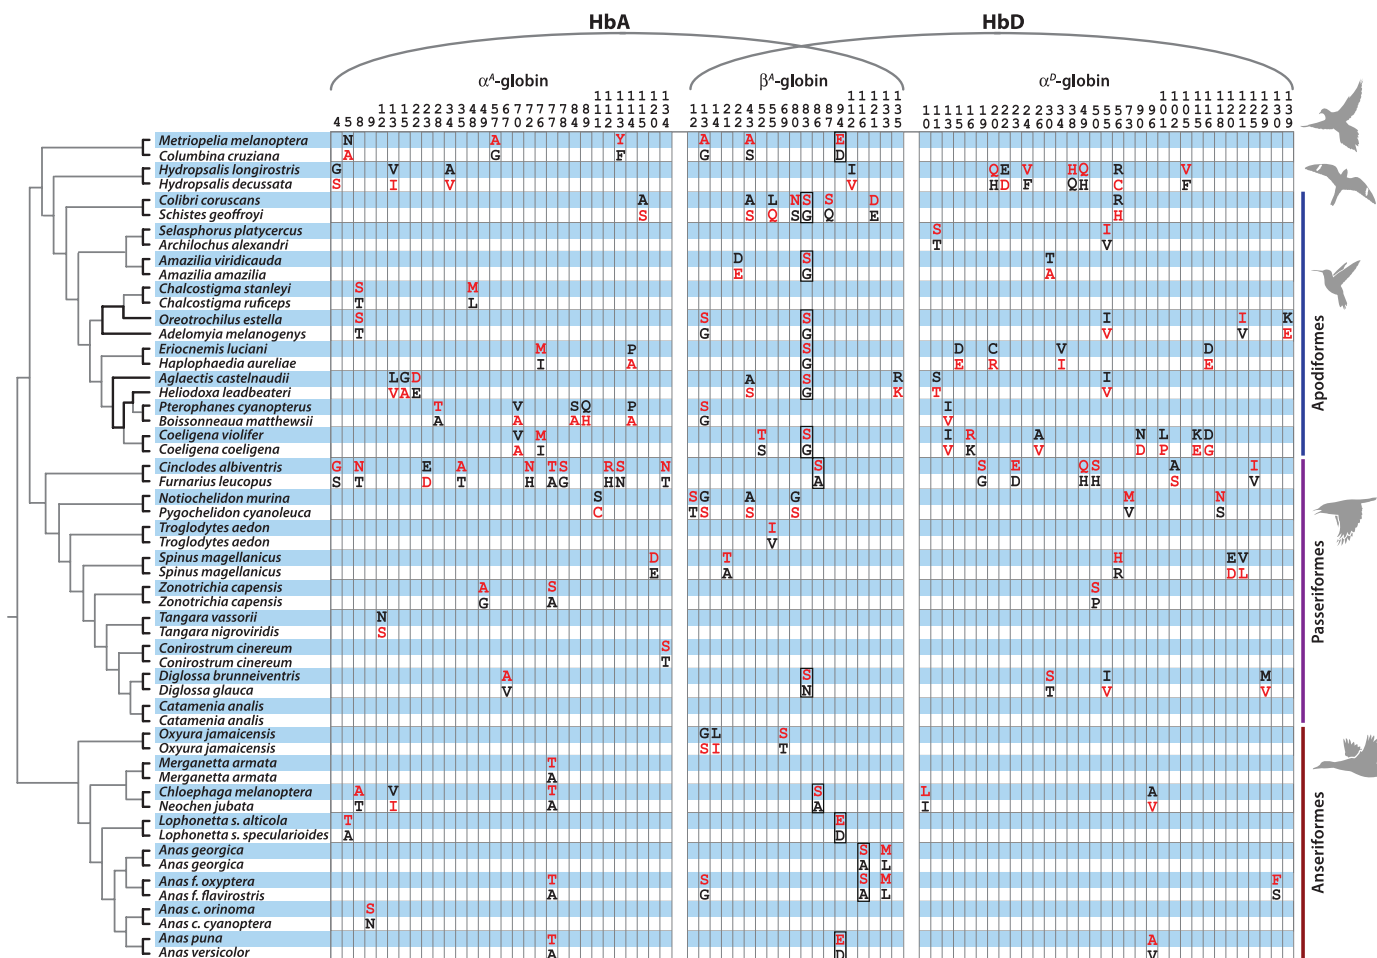 HbA HbD
α^A-globin β^A-globin α^D-globin
Metriopelia melanoptera N A Y A A E
Columbina cruziana A G F G S D
Hydropsalis longirostris G V A I Q E V H Q R V
Hydropsalis decussata S I V V H D F Q H C F
Colibri coruscans A A L N S S D R
Schistes geoffroyi S S Q S G Q E H
Selasphorus platycercus S I
Archilochus alexandri T V
Amazilia viridicauda D S T
Amazilia amazilia E G A
Chalcostigma stanleyi S M
Chalcostigma ruficeps T L
Oreotrochilus estella S S S I I K
Adelomyia melanogenys T G G V V E
Eriocnemis luciani M P S D C V D
Haplophaedia aureliae I A G E R I E
Aglaectis castelnaudii L G D A S R S I
Heliodoxa leadbeateri V A E S G K T V
Pterophanes cyanopterus T V S Q P S I
Boissonneaua matthewsii A A A H A G V
Coeligena violifer V M T S I R A N L K D
Coeligena coeligena A I S G V K V D P E G
Cinclodes albiventris G N E A N T S R S N S S E Q S A I
Furnarius leucopus S T D T H A G H N T A G D H H S V
Notiochelidon murina S S G A G M N
Pygochelidon cyanoleuca C T S S S V S
Troglodytes aedon I
Troglodytes aedon V
Spinus magellanicus D T H E V
Spinus magellanicus E A R D L
Zonotrichia capensis A S S
Zonotrichia capensis G A P
Tangara vassorii N
Tangara nigroviridis S
Conirostrum cinereum S
Conirostrum cinereum T
Diglossa brunneiventris A S S I M
Diglossa glauca V N T V V
Catamenia analis
Catamenia analis
Oxyura jamaicensis G L S
Oxyura jamaicensis S I T
Merganetta armata T
Merganetta armata A
Chloephaga melanoptera A V T S L A
Neochen jubata T I A A I V
Lophonetta s. alticola T E
Lophonetta s. specularioides A D
Anas georgica S M
Anas georgica A L
Anas f. oxyptera T S S M F
Anas f. flavirostris A G A L S
Anas c. orinoma S
Anas c. cyanoptera N
Anas puna T E A
Anas versicolor A D V
Apodiformes
Passeriformes
Anseriformes